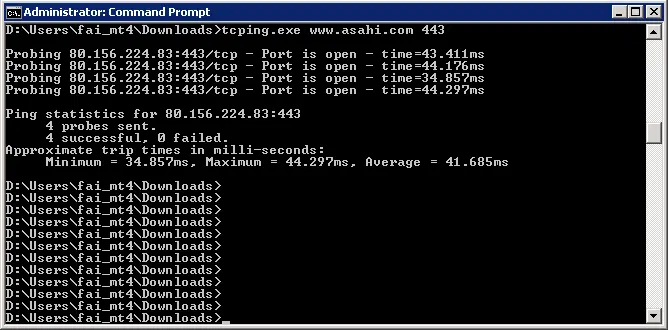 Administrator: Command Prompt
D:\Users\fai_mt4\Downloads>tcping.exe www.asahi.com 443
Probing 80.156.224.83:443/tcp - Port is open - time=43.411ms
Probing 80.156.224.83:443/tcp - Port is open - time=44.176ms
Probing 80.156.224.83:443/tcp - Port is open - time=34.857ms
Probing 80.156.224.83:443/tcp - Port is open - time=44.297ms
Ping statistics for 80.156.224.83:443
4 probes sent.
4 successful, 0 failed.
Approximate trip times in milli-seconds:
Minimum = 34.857ms, Maximum = 44.297ms, Average = 41.685ms
D:\Users\fai_mt4\Downloads>
D:\Users\fai_mt4\Downloads>
D:\Users\fai_mt4\Downloads>
D:\Users\fai_mt4\Downloads>
D:\Users\fai_mt4\Downloads>
D:\Users\fai_mt4\Downloads>
D:\Users\fai_mt4\Downloads>
D:\Users\fai_mt4\Downloads>
D:\Users\fai_mt4\Downloads>
D:\Users\fai_mt4\Downloads>
D:\Users\fai_mt4\Downloads>
D:\Users\fai_mt4\Downloads>_